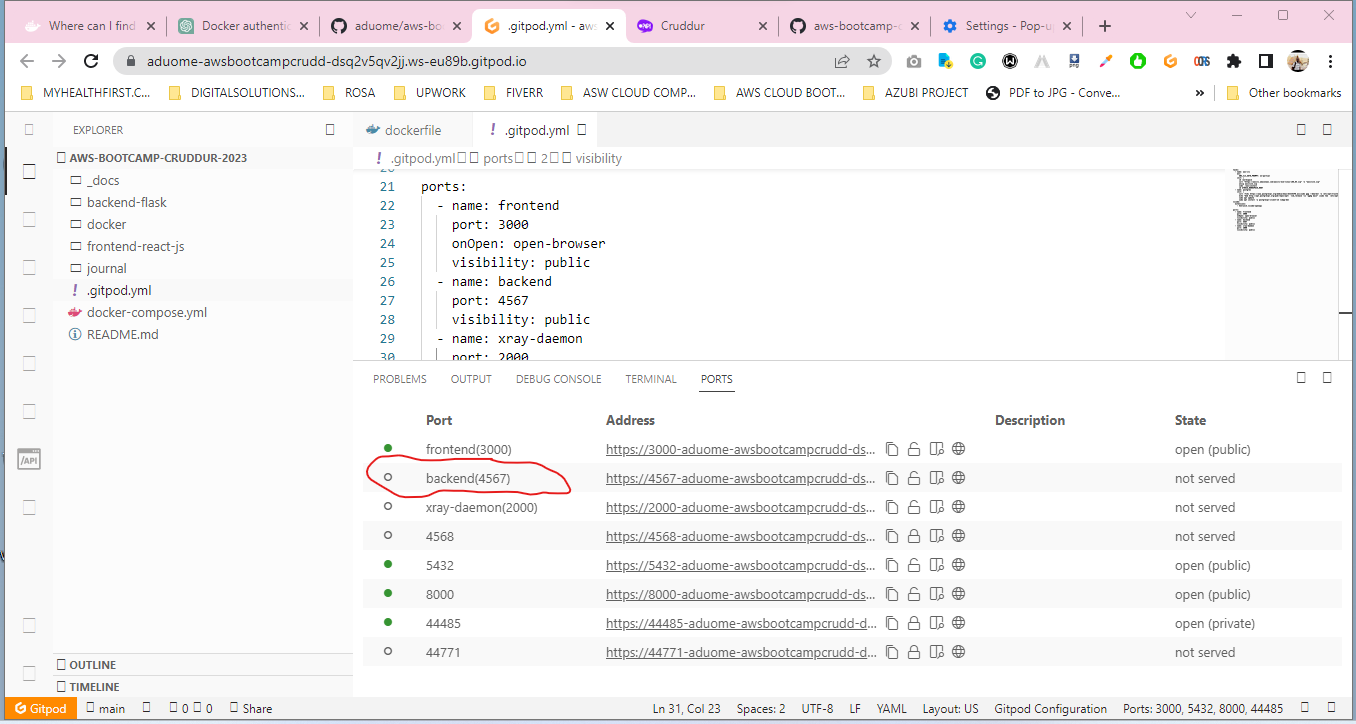 Where can I find
Docker authentic
aduome/aws-bo
.gitpod.yml - aws
Cruddur
aws-bootcamp-c
Settings - Pop-u
aduome-awsbootcampcrudd-dsq2v5qv2jj.ws-eu89b.gitpod.io
MYHEALTHFIRST.C...
DIGITALSOLUTIONS...
ROSA
UPWORK
FIVERR
ASW CLOUD COMP...
AWS CLOUD BOOT...
AZUBI PROJECT
PDF to JPG - Conve...
»
Other bookmarks
EXPLORER
AWS-BOOTCAMP-CRUDDUR-2023
_docs
backend-flask
docker
frontend-react-js
journal
! .gitpod.yml
docker-compose.yml
README.md
OUTLINE
TIMELINE
/API
dockerfile
! .gitpod.yml
! .gitpod.yml ports 2 visibility
20
21 ports:
22 - name: frontend
23 port: 3000
24 onOpen: open-browser
25 visibility: public
26 - name: backend
27 port: 4567
28 visibility: public
29 - name: xray-daemon
30 port: 2000
PROBLEMS OUTPUT DEBUG CONSOLE TERMINAL PORTS
Port Address Description State
frontend(3000) https://3000-aduome-awsbootcampcrudd-ds... open (public)
backend(4567) https://4567-aduome-awsbootcampcrudd-ds... not served
xray-daemon(2000) https://2000-aduome-awsbootcampcrudd-ds... not served
4568 https://4568-aduome-awsbootcampcrudd-ds... not served
5432 https://5432-aduome-awsbootcampcrudd-ds... open (public)
8000 https://8000-aduome-awsbootcampcrudd-ds... open (public)
44485 https://44485-aduome-awsbootcampcrudd-d... open (private)
44771 https://44771-aduome-awsbootcampcrudd-d... not served
Gitpod main 0 0 Share Ln 31, Col 23 Spaces: 2 UTF-8 LF YAML Layout: US Gitpod Configuration Ports: 3000, 5432, 8000, 44485